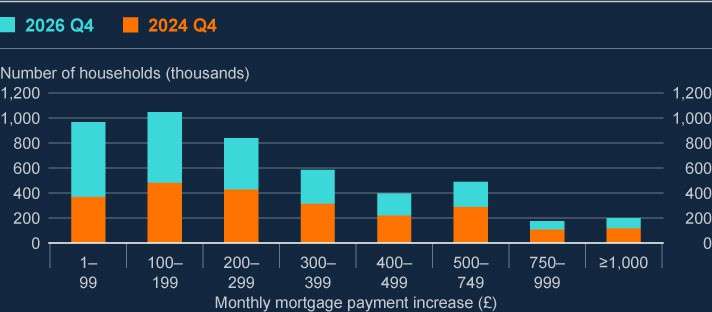 2026 Q4 2024 Q4
Number of households (thousands)
1,200 1,200
1,000 1,000
800 800
600 600
400 400
200 200
0 0
1– 100– 200– 300– 400– 500– 750– ≥1,000
99 199 299 399 499 749 999
Monthly mortgage payment increase (£)